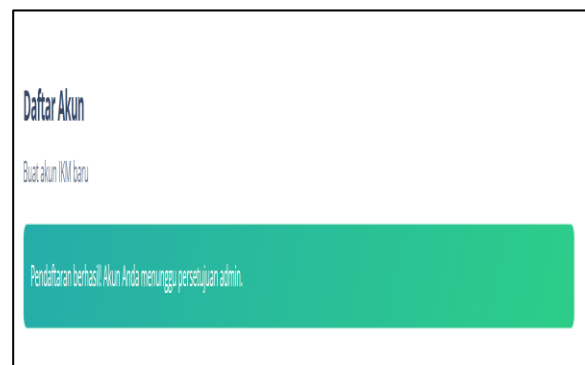 Daftar Akun
Buat akun IKM baru
Pendaftaran berhasil! Akun Anda menunggu persetujuan admin.